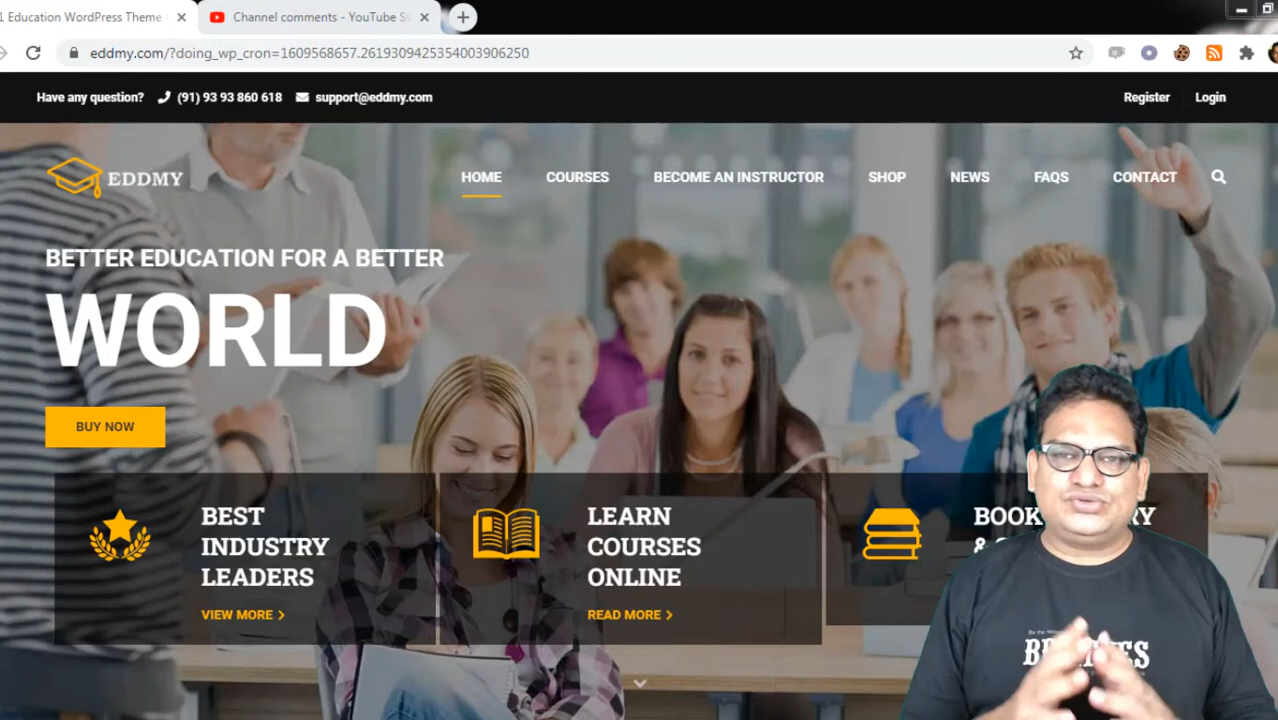 1 Education WordPress Theme
Channel comments - YouTube St
eddmy.com/?doing_wp_cron=1609568657.2619309425354003906250
Have any question? (91) 93 93 860 618 support@eddmy.com
Register Login
EDDMY
HOME COURSES BECOME AN INSTRUCTOR SHOP NEWS FAQS CONTACT
BETTER EDUCATION FOR A BETTER
WORLD
BUY NOW
BEST
INDUSTRY
LEADERS
VIEW MORE
LEARN
COURSES
ONLINE
READ MORE
BOOK
&